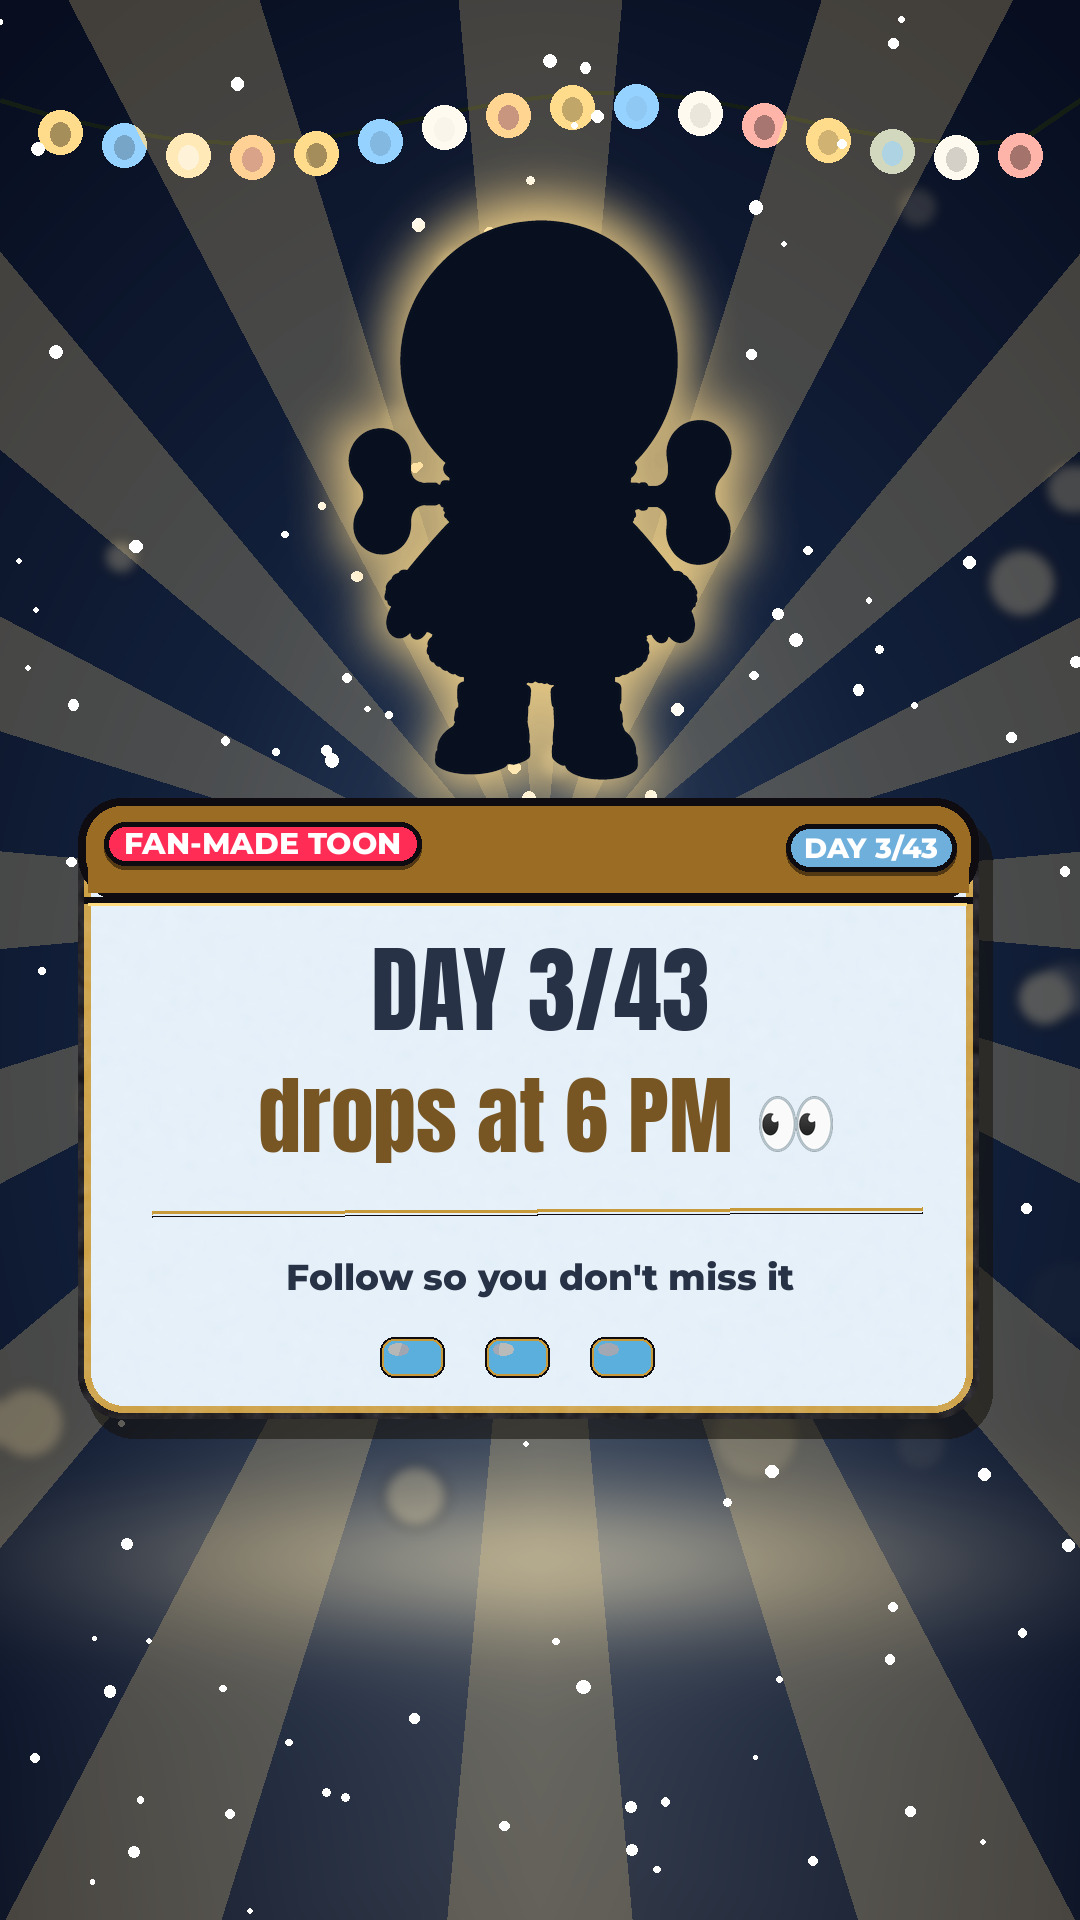 FAN-MADE TOON
DAY 3/43
DAY 3/43
drops at 6 PM 👀
Follow so you don't miss it